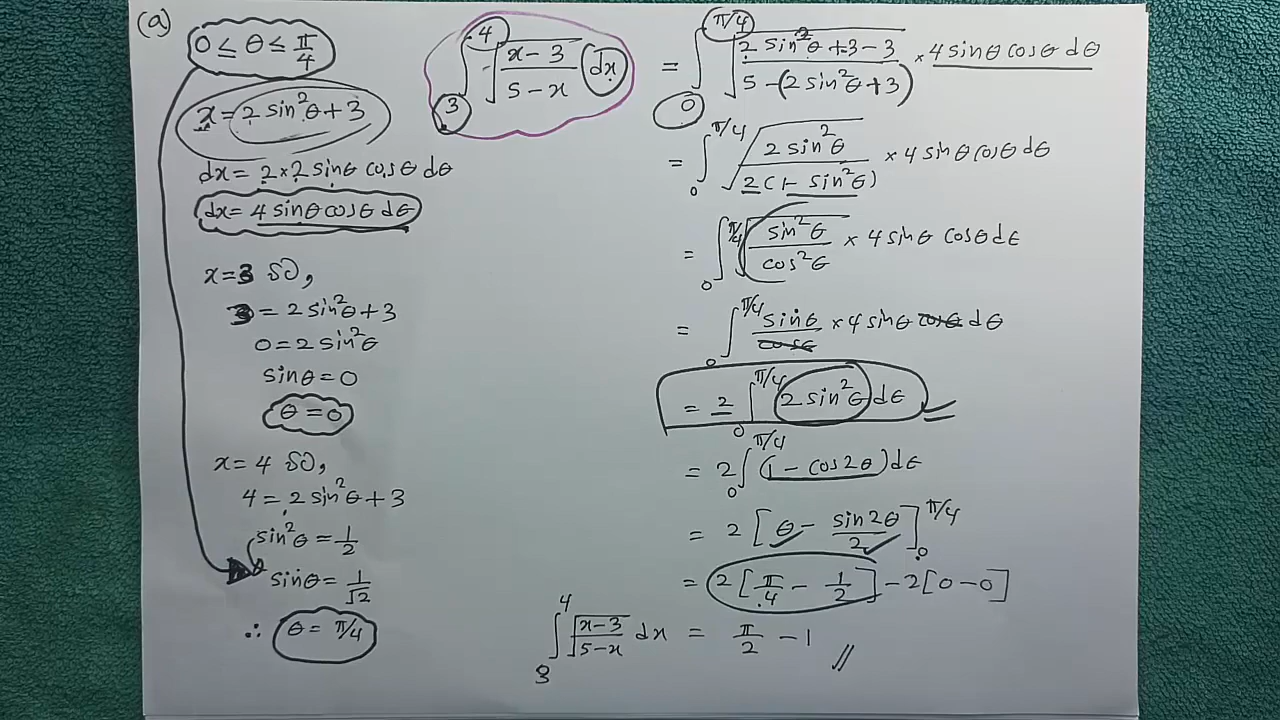 (a)
0 ≤ θ ≤ π/4
x = 2 sin²θ + 3
dx = 2×2 sinθ cosθ dθ
dx = 4 sinθ cosθ dθ
x = 3 න්,
3 = 2 sin²θ + 3
0 = 2 sin²θ
sinθ = 0
θ = 0
x = 4 න්,
4 = 2 sin²θ + 3
sin²θ = 1/2
sinθ = 1/√2
∴ θ = π/4
∫₃⁴ √((x−3)/(5−x)) dx = ∫₀^(π/4) √((2 sin²θ + 3 − 3)/(5 − (2 sin²θ + 3))) × 4 sinθ cosθ dθ
= ∫₀^(π/4) √(2 sin²θ/(2(1 − sin²θ))) × 4 sinθ cosθ dθ
= ∫₀^(π/4) √(sin²θ/cos²θ) × 4 sinθ cosθ dθ
= ∫₀^(π/4) sinθ/cosθ × 4 sinθ cosθ dθ
= 2 ∫₀^(π/4) 2 sin²θ dθ
= 2 ∫₀^(π/4) (1 − cos2θ) dθ
= 2 [θ − sin2θ/2]₀^(π/4)
= 2 [π/4 − 1/2] − 2[0−0]
∫₃⁴ √((x−3)/(5−x)) dx = π/2 − 1 //